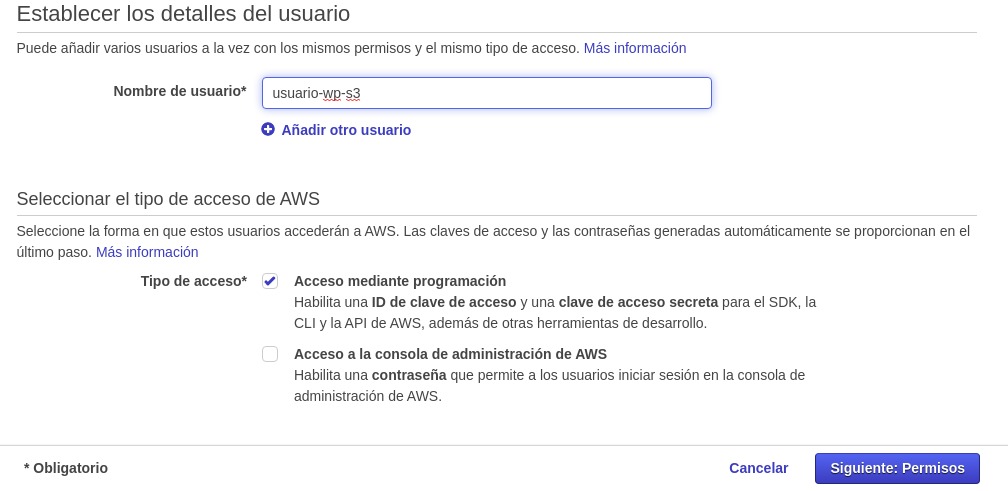 Establecer los detalles del usuario
Puede añadir varios usuarios a la vez con los mismos permisos y el mismo tipo de acceso. Más información
Nombre de usuario* usuario-wp-s3
Añadir otro usuario
Seleccionar el tipo de acceso de AWS
Seleccione la forma en que estos usuarios accederán a AWS. Las claves de acceso y las contraseñas generadas automáticamente se proporcionan en el
último paso. Más información
Tipo de acceso* Acceso mediante programación
Habilita una ID de clave de acceso y una clave de acceso secreta para el SDK, la
CLI y la API de AWS, además de otras herramientas de desarrollo.
Acceso a la consola de administración de AWS
Habilita una contraseña que permite a los usuarios iniciar sesión en la consola de
administración de AWS.
* Obligatorio Cancelar Siguiente: Permisos